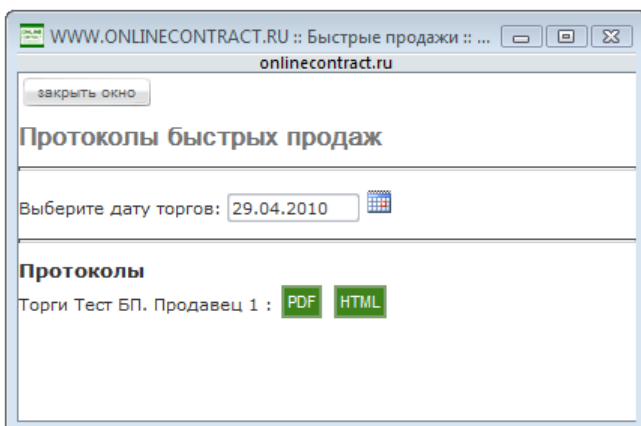 WWW.ONLINECONTRACT.RU :: Быстрые продажи :: ...
onlinecontract.ru
закрыть окно
Протоколы быстрых продаж
Выберите дату торгов: 29.04.2010
Протоколы
Торги Тест БП. Продавец 1 : PDF HTML